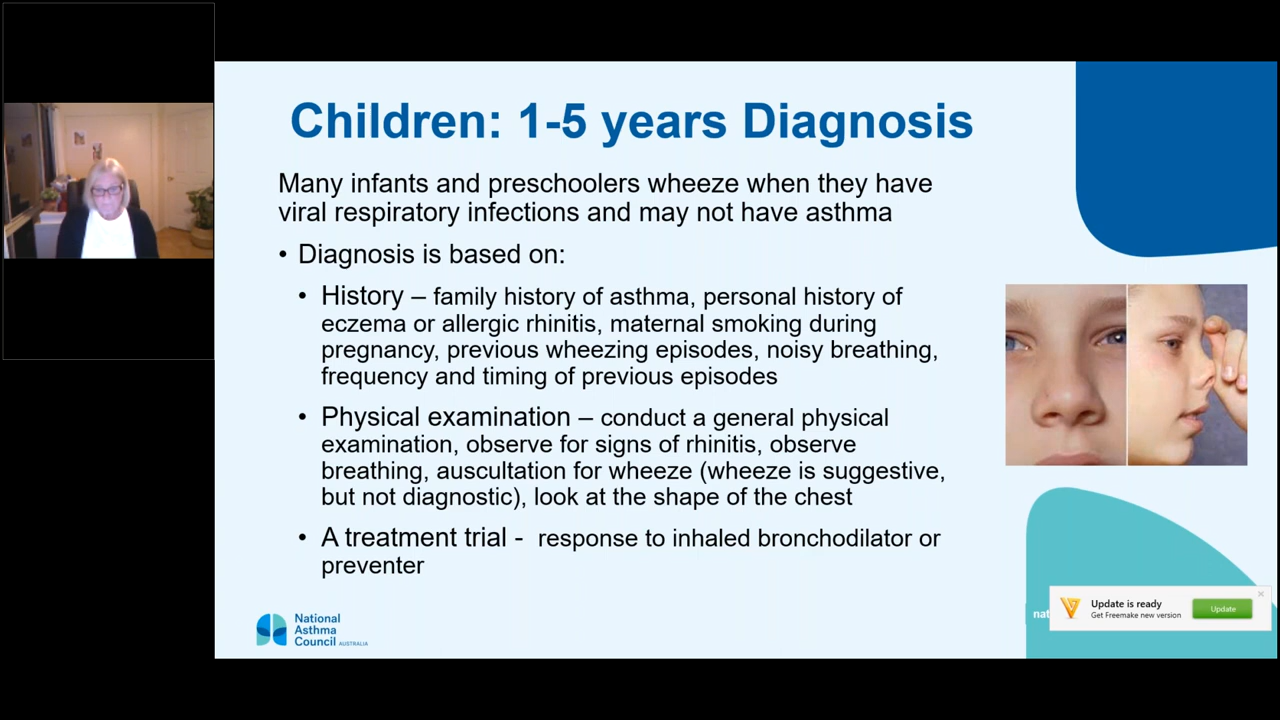 Children: 1-5 years Diagnosis
Many infants and preschoolers wheeze when they have
viral respiratory infections and may not have asthma
• Diagnosis is based on:
• History – family history of asthma, personal history of
eczema or allergic rhinitis, maternal smoking during
pregnancy, previous wheezing episodes, noisy breathing,
frequency and timing of previous episodes
• Physical examination – conduct a general physical
examination, observe for signs of rhinitis, observe
breathing, auscultation for wheeze (wheeze is suggestive,
but not diagnostic), look at the shape of the chest
• A treatment trial - response to inhaled bronchodilator or
preventer
National
Asthma
Council AUSTRALIA
nat
Update is ready
Get Freemake new version
Update